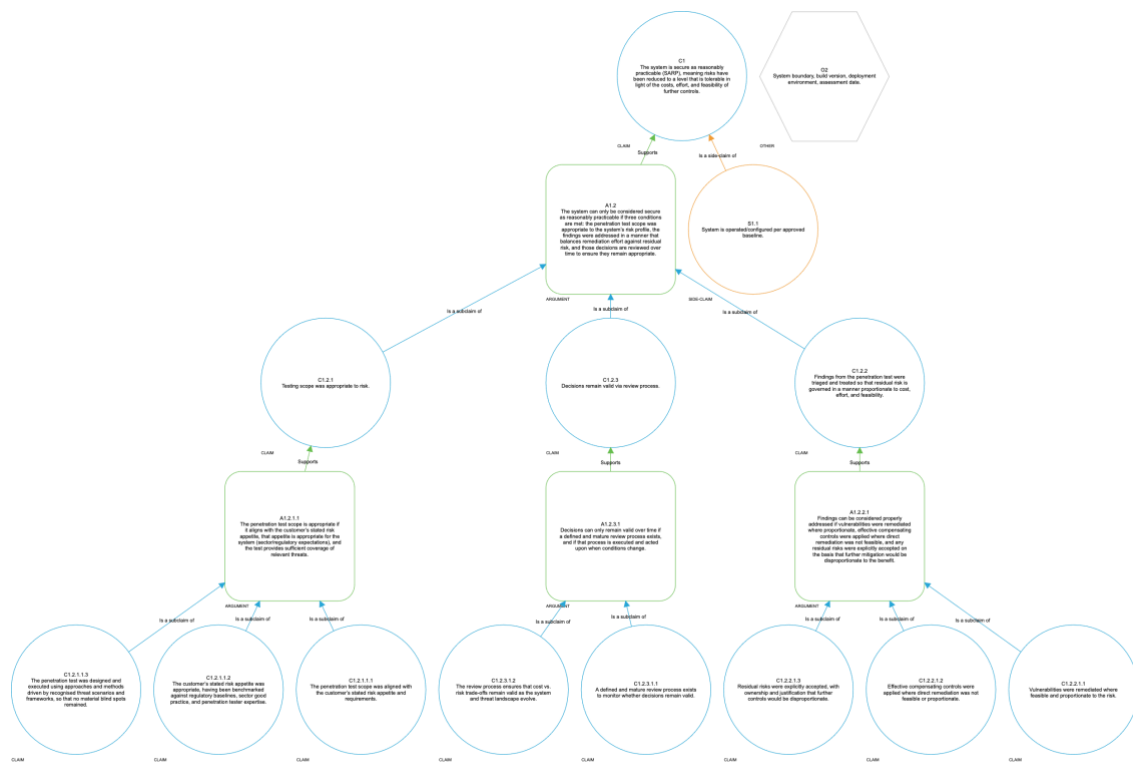 C1
The system is secure as reasonably
practicable (SARP), meaning risks have
been reduced to a level that is tolerable in
light of the costs, effort, and feasibility of
further controls.
O2
System boundary, build version, deployment
environment, assessment date.
CLAIM
Supports
Is a side-claim of
OTHER
A1.2
The system can only be considered secure
as reasonably practicable if three conditions
are met: the penetration test scope was
appropriate to the system's risk profile, the
findings were addressed in a manner that
balances remediation effort against residual
risk, and those decisions are reviewed over
time to ensure they remain appropriate.
S1.1
System is operated/configured per approved
baseline.
ARGUMENT
SIDE-CLAIM
Is a subclaim of
Is a subclaim of
Is a subclaim of
C1.2.1
Testing scope was appropriate to risk.
C1.2.3
Decisions remain valid via review process.
C1.2.2
Findings from the penetration test were
triaged and treated so that residual risk is
governed in a manner proportionate to cost,
effort, and feasibility.
CLAIM
Supports
CLAIM
Supports
CLAIM
Supports
A1.2.1.1
The penetration test scope is appropriate if
it aligns with the customer's stated risk
appetite, that appetite is appropriate for the
system (sector/regulatory expectations), and
the test provides sufficient coverage of
relevant threats.
A1.2.3.1
Decisions can only remain valid over time if
a defined and mature review process exists,
and if that process is executed and acted
upon when conditions change.
A1.2.2.1
Findings can be considered properly
addressed if vulnerabilities were remediated
where proportionate, effective compensating
controls were applied where direct
remediation was not feasible, and any
residual risks were explicitly accepted on
the basis that further mitigation would be
disproportionate to the benefit.
ARGUMENT
ARGUMENT
ARGUMENT
Is a subclaim of
Is a subclaim of
Is a subclaim of
Is a subclaim of
Is a subclaim of
Is a subclaim of
Is a subclaim of
Is a subclaim of
C1.2.1.1.3
The penetration test was designed and
executed using approaches and methods
driven by recognised threat scenarios and
frameworks, so that no material blind spots
remained.
C1.2.1.1.2
The customer's stated risk appetite was
appropriate, having been benchmarked
against regulatory baselines, sector good
practice, and penetration tester expertise.
C1.2.1.1.1
The penetration test scope was aligned with
the customer's stated risk appetite and
requirements.
C1.2.3.1.2
The review process ensures that cost vs.
risk trade-offs remain valid as the system
and threat landscape evolve.
C1.2.3.1.1
A defined and mature review process exists
to monitor whether decisions remain valid.
C1.2.2.1.3
Residual risks were explicitly accepted, with
ownership and justification that further
controls would be disproportionate.
C1.2.2.1.2
Effective compensating controls were
applied where direct remediation was not
feasible or proportionate.
C1.2.2.1.1
Vulnerabilities were remediated where
feasible and proportionate to the risk.
CLAIM
CLAIM
CLAIM
CLAIM
CLAIM
CLAIM
CLAIM
CLAIM